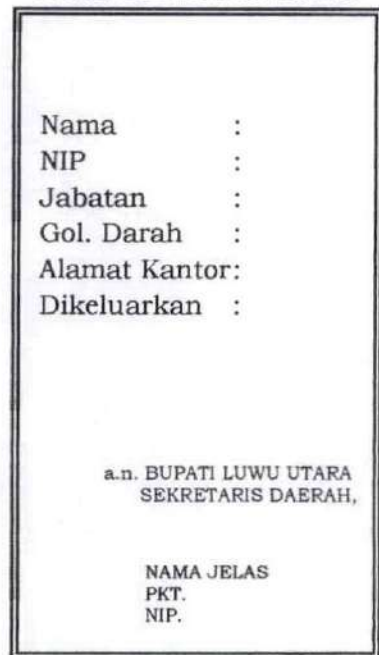 Nama :
NIP :
Jabatan :
Gol. Darah :
Alamat Kantor:
Dikeluarkan :
a.n. BUPATI LUWU UTARA
SEKRETARIS DAERAH,
NAMA JELAS
PKT.
NIP.